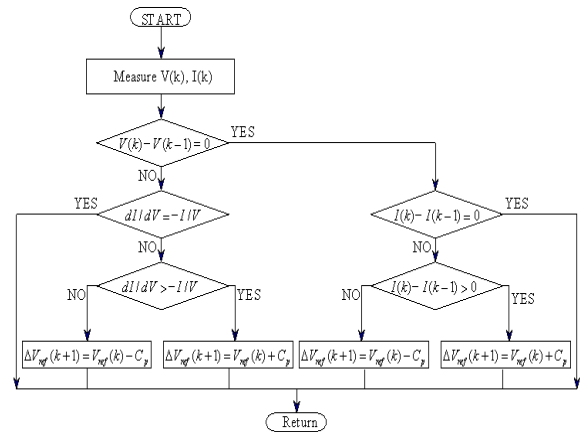 START
Measure V(k), I(k)
V(k)−V(k−1)=0
YES
NO
YES
dI/dV=−I/V
I(k)−I(k−1)=0
YES
NO
NO
NO
dI/dV>−I/V
YES
NO
I(k)−I(k−1)>0
YES
ΔV_ref(k+1)=V_ref(k)−C_p
ΔV_ref(k+1)=V_ref(k)+C_p
ΔV_ref(k+1)=V_ref(k)−C_p
ΔV_ref(k+1)=V_ref(k)+C_p
Return